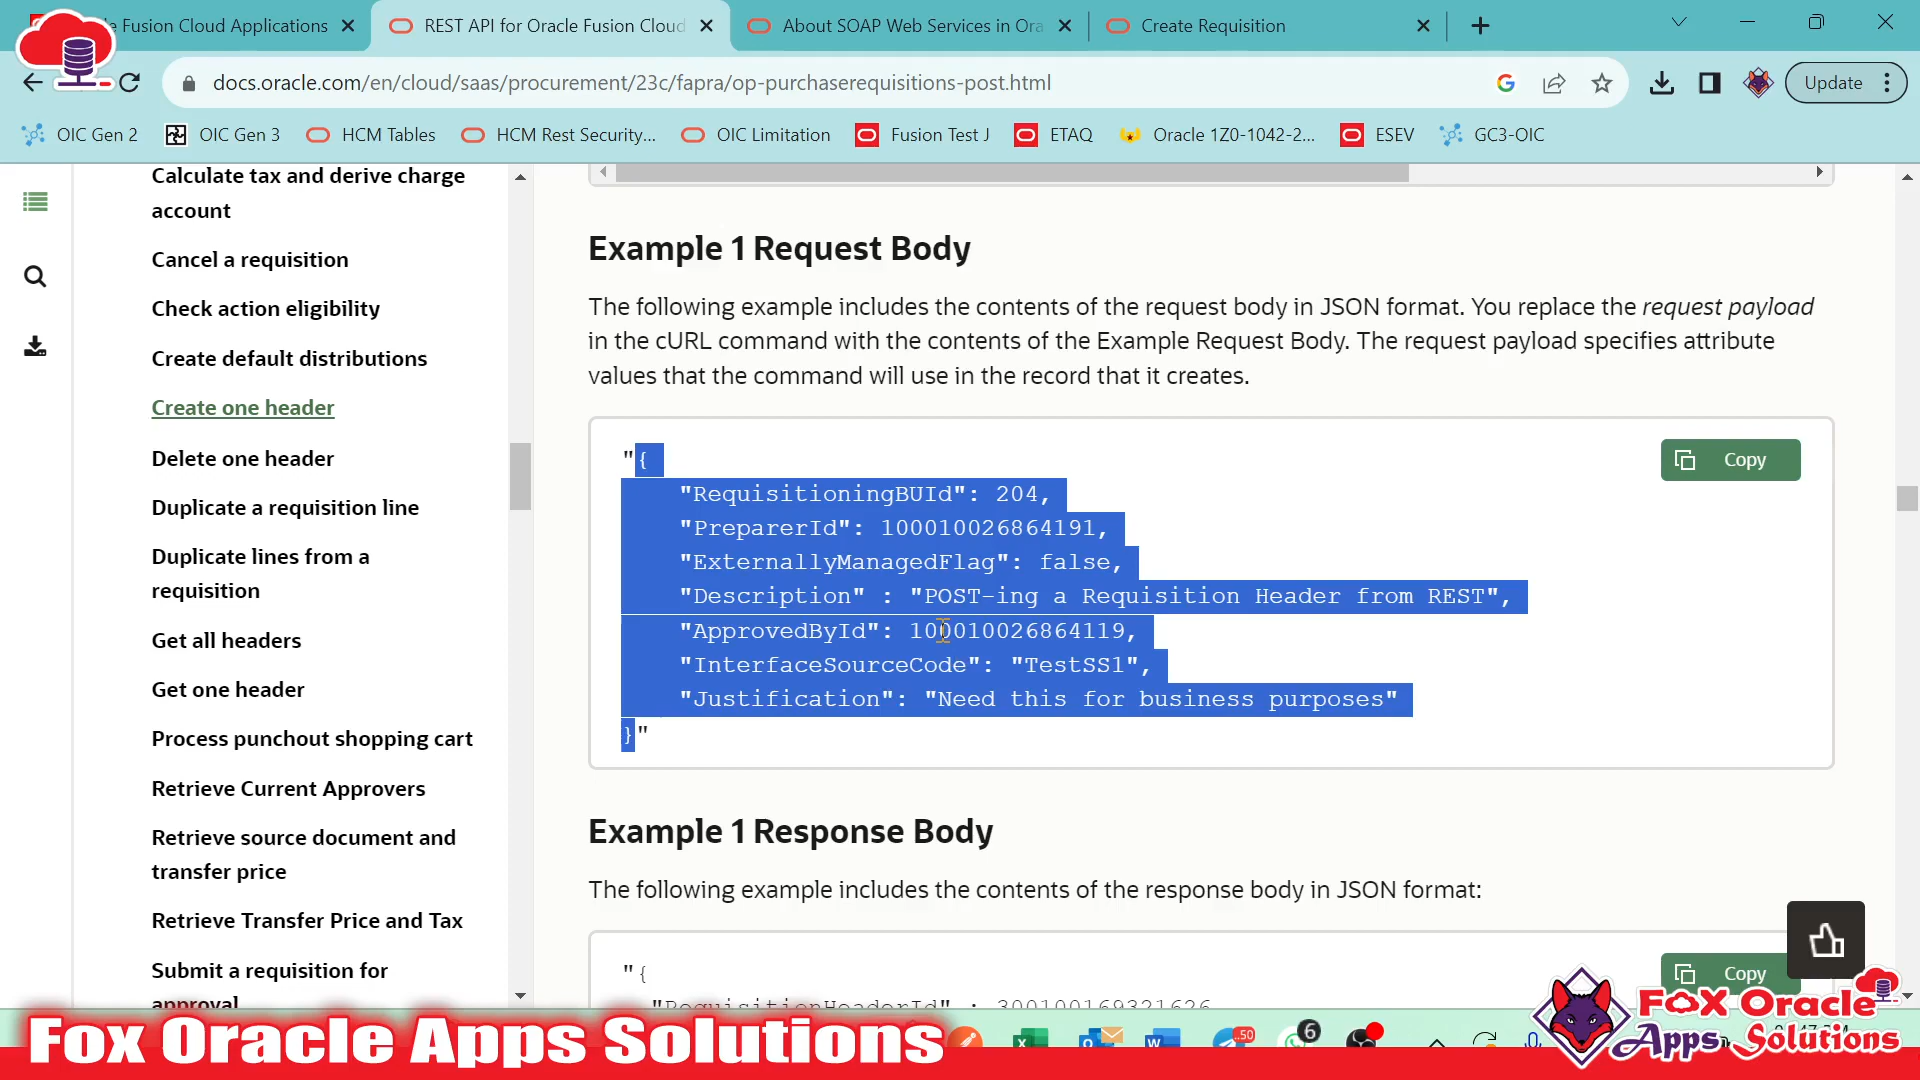 e Fusion Cloud Applications
REST API for Oracle Fusion Cloud
About SOAP Web Services in Ora
Create Requisition
docs.oracle.com/en/cloud/saas/procurement/23c/fapra/op-purchaserequisitions-post.html
Update
OIC Gen 2
OIC Gen 3
HCM Tables
HCM Rest Security...
OIC Limitation
Fusion Test J
ETAQ
Oracle 1Z0-1042-2...
ESEV
GC3-OIC
Calculate tax and derive charge
account
Cancel a requisition
Check action eligibility
Create default distributions
Create one header
Delete one header
Duplicate a requisition line
Duplicate lines from a
requisition
Get all headers
Get one header
Process punchout shopping cart
Retrieve Current Approvers
Retrieve source document and
transfer price
Retrieve Transfer Price and Tax
Submit a requisition for
approval
Example 1 Request Body
The following example includes the contents of the request body in JSON format. You replace the request payload
in the cURL command with the contents of the Example Request Body. The request payload specifies attribute
values that the command will use in the record that it creates.
Copy
"{
"RequisitioningBUId": 204,
"PreparerId": 100010026864191,
"ExternallyManagedFlag": false,
"Description" : "POST-ing a Requisition Header from REST",
"ApprovedById": 100010026864119,
"InterfaceSourceCode": "TestSS1",
"Justification": "Need this for business purposes"
}"
Example 1 Response Body
The following example includes the contents of the response body in JSON format:
Copy
"{
"RequisitionHeaderId" : 300100169321626
Fox Oracle Apps Solutions
50
6
Fox Oracle
Apps Solutions